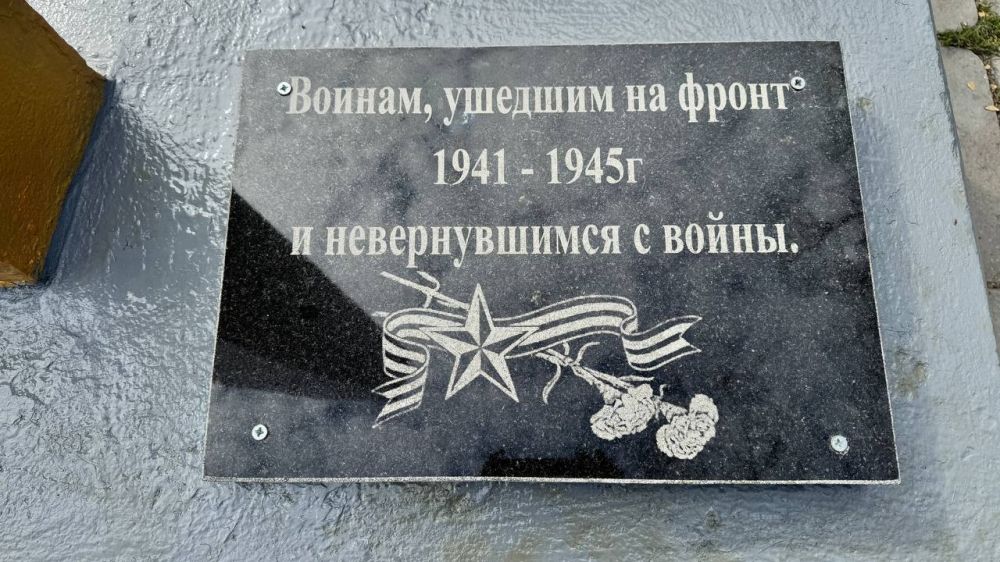 Воинам, ушедшим на фронт
1941 - 1945г
и невернувшимся с войны.